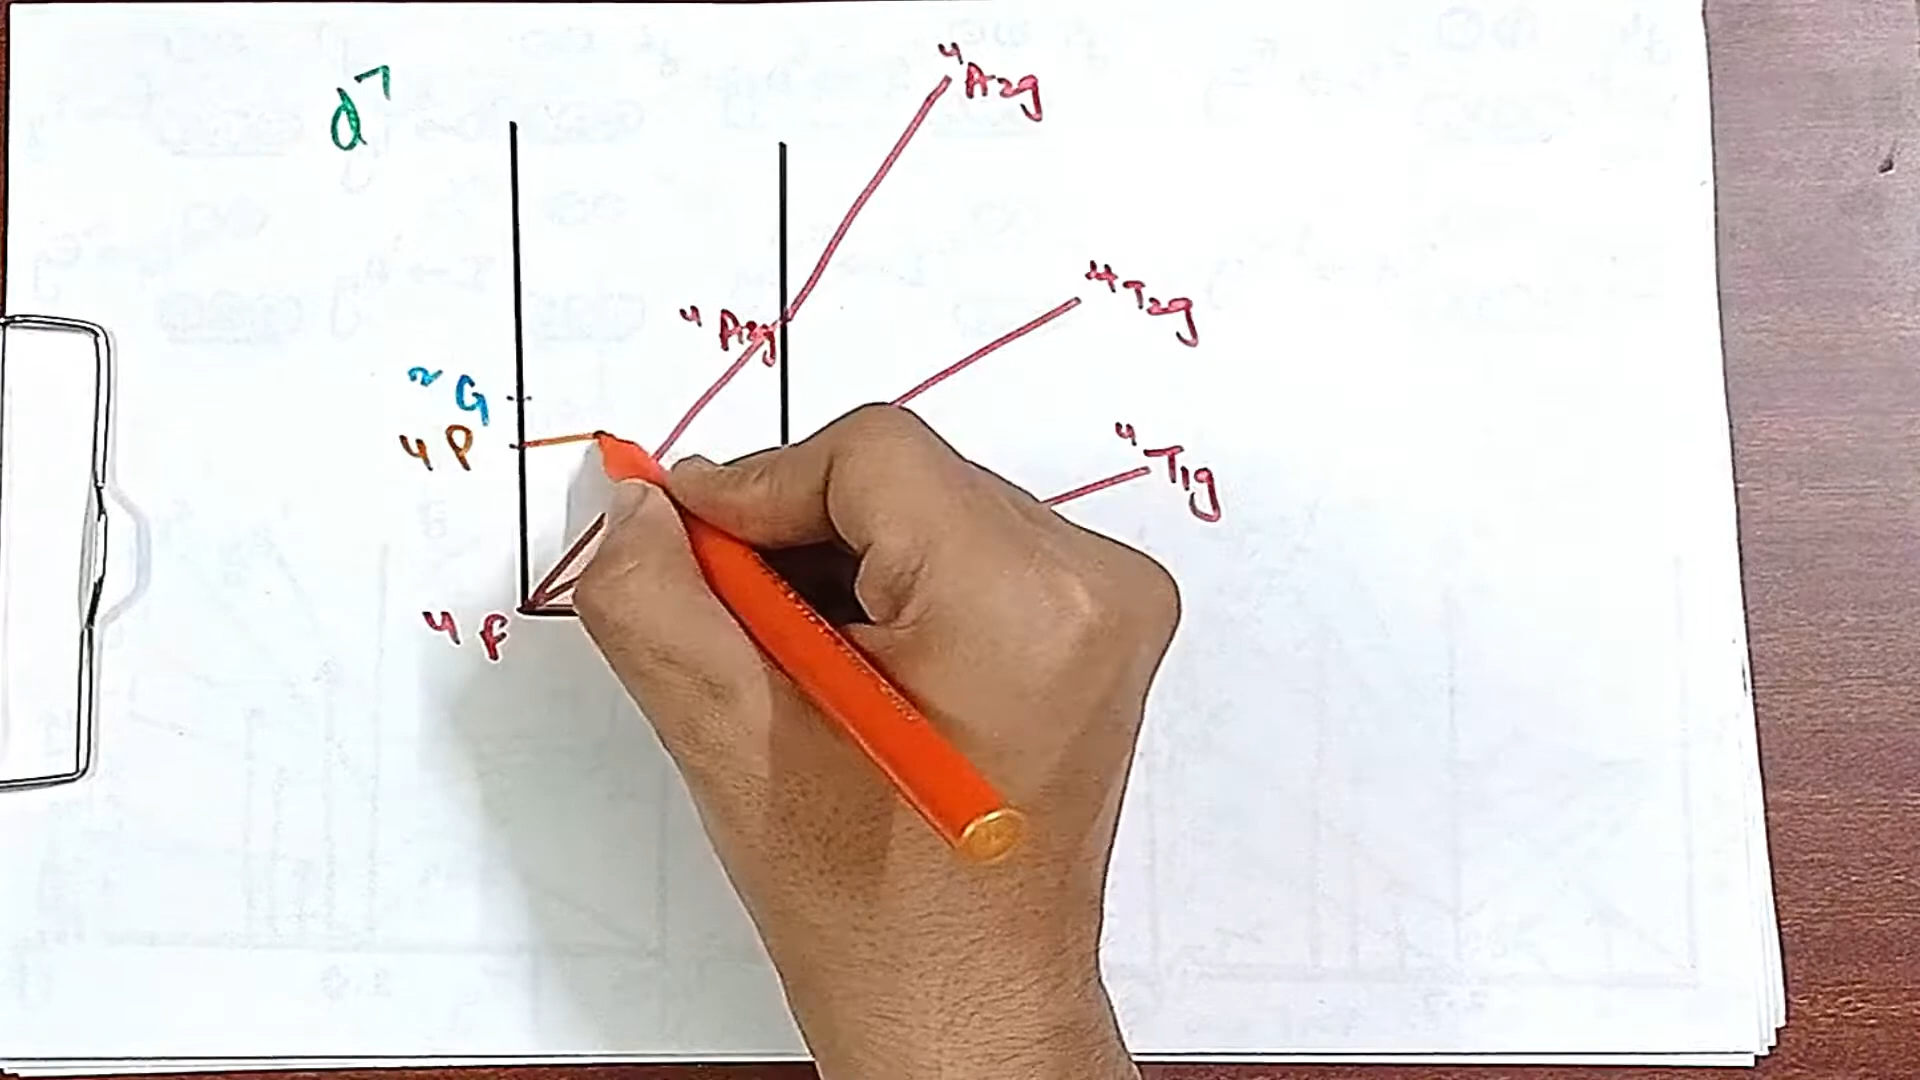 d⁷
⁴A₂g
⁴T₂g
⁴A₂g
²G
⁴P
⁴T₁g
⁴F